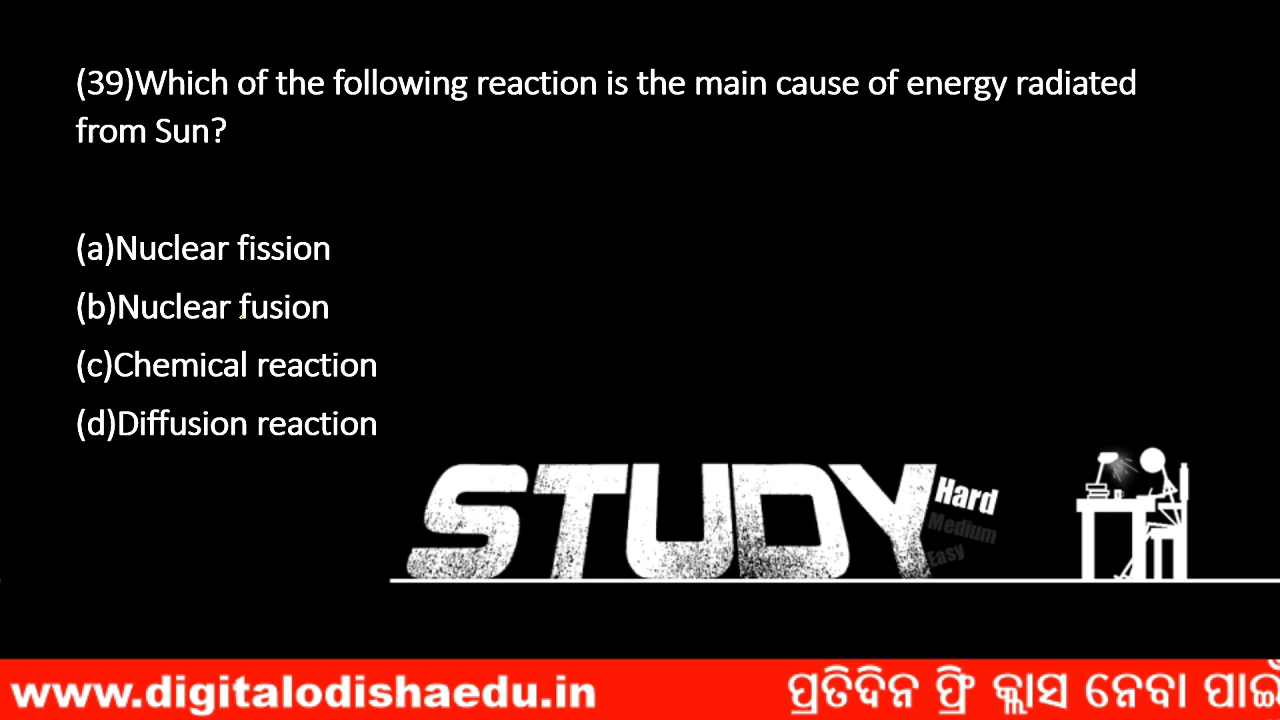 (39)Which of the following reaction is the main cause of energy radiated
from Sun?
(a)Nuclear fission
(b)Nuclear fusion
(c)Chemical reaction
(d)Diffusion reaction
STUDY Hard
Medium
Easy
www.digitalodishaedu.in ପ୍ରତିଦିନ ଫ୍ରି କ୍ଲାସ ନେବା ପାଇଁ